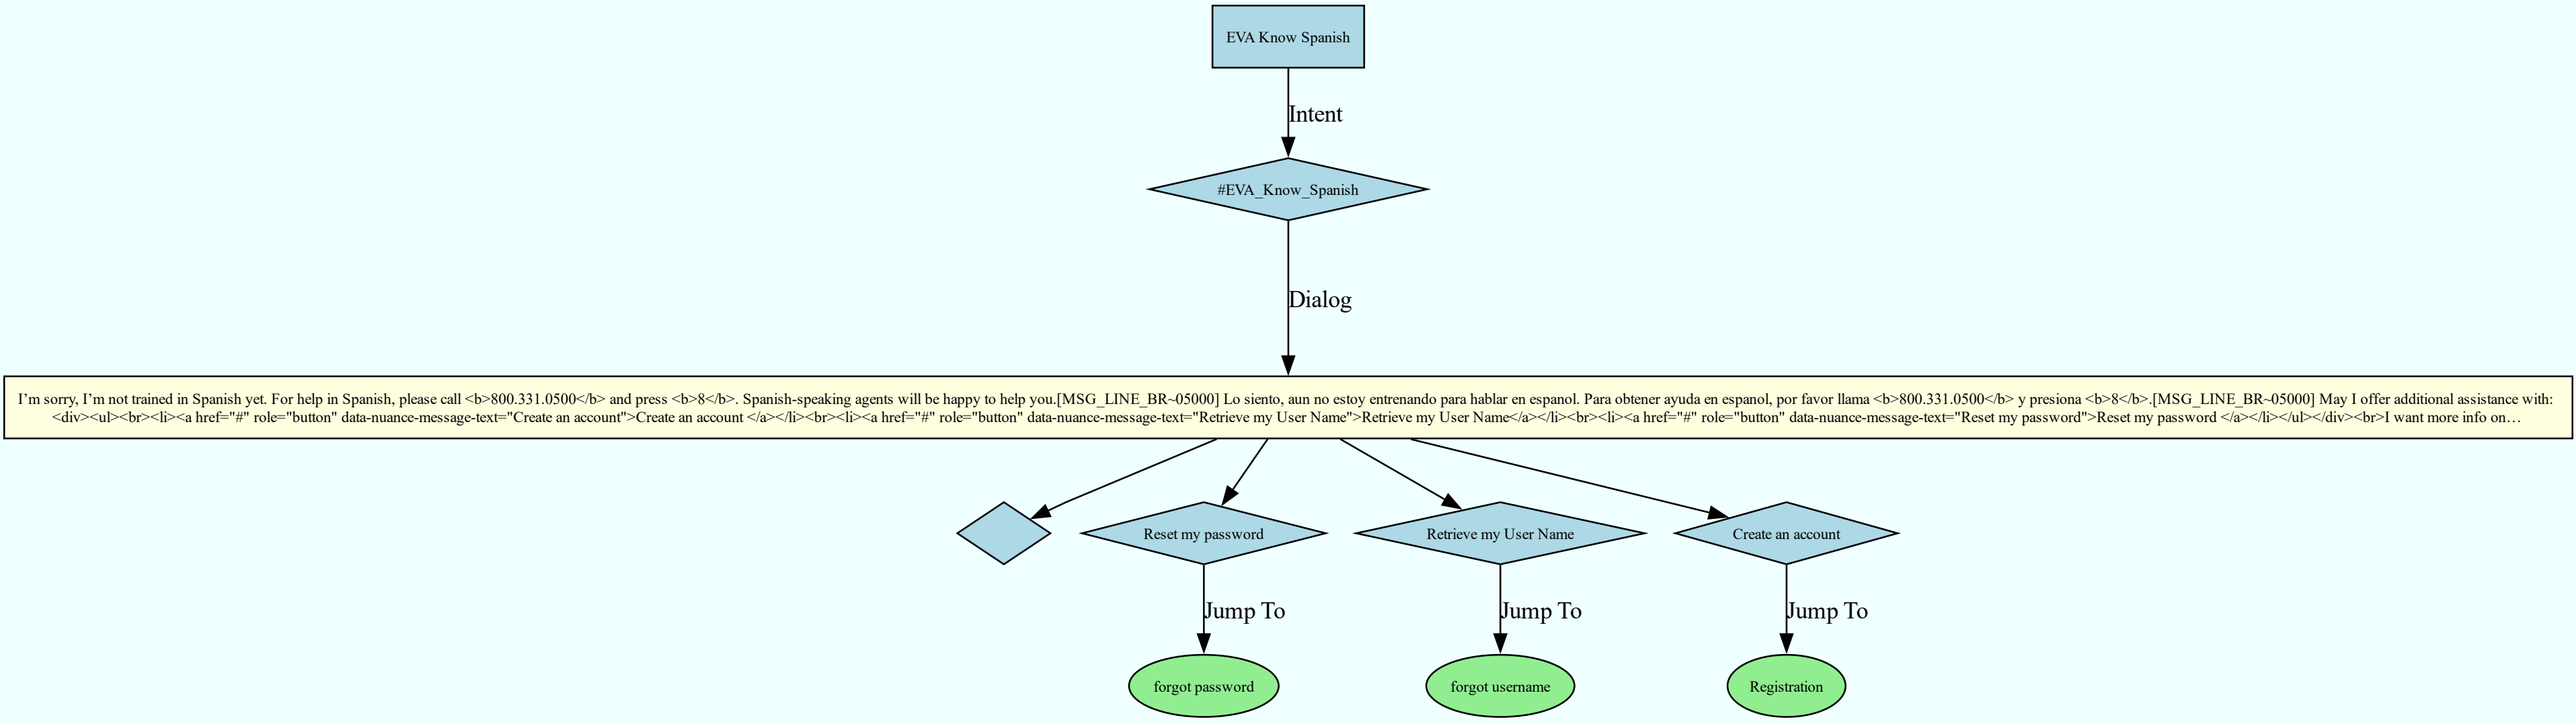 EVA Know Spanish
Intent
#EVA_Know_Spanish
Dialog
I’m sorry, I’m not trained in Spanish yet. For help in Spanish, please call <b>800.331.0500</b> and press <b>8</b>. Spanish-speaking agents will be happy to help you.[MSG_LINE_BR~05000] Lo siento, aun no estoy entrenando para hablar en espanol. Para obtener ayuda en espanol, por favor llama <b>800.331.0500</b> y presiona <b>8</b>.[MSG_LINE_BR~05000] May I offer additional assistance with:
<div><ul><br><li><a href="#" role="button" data-nuance-message-text="Create an account">Create an account </a></li><br><li><a href="#" role="button" data-nuance-message-text="Retrieve my User Name">Retrieve my User Name</a></li><br><li><a href="#" role="button" data-nuance-message-text="Reset my password">Reset my password </a></li></ul></div><br>I want more info on…
Reset my password
Retrieve my User Name
Create an account
Jump To
Jump To
Jump To
forgot password
forgot username
Registration